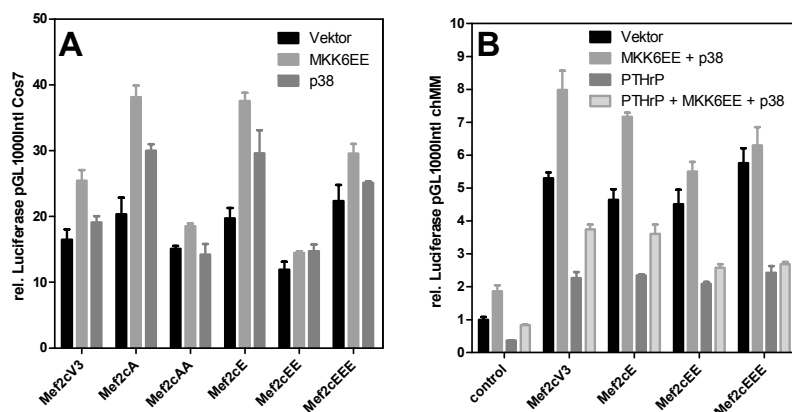 A
Vektor
MKK6EE
p38
rel. Luciferase pGL1000Intl Cos7
50
40
30
20
10
0
Mef2cV3
Mef2cA
Mef2cAA
Mef2cE
Mef2cEE
Mef2cEEE
B
Vektor
MKK6EE + p38
PTHrP
PTHrP + MKK6EE + p38
rel. Luciferase pGL1000Intl chMM
10
9
8
7
6
5
4
3
2
1
0
control
Mef2cV3
Mef2cE
Mef2cEE
Mef2cEEE